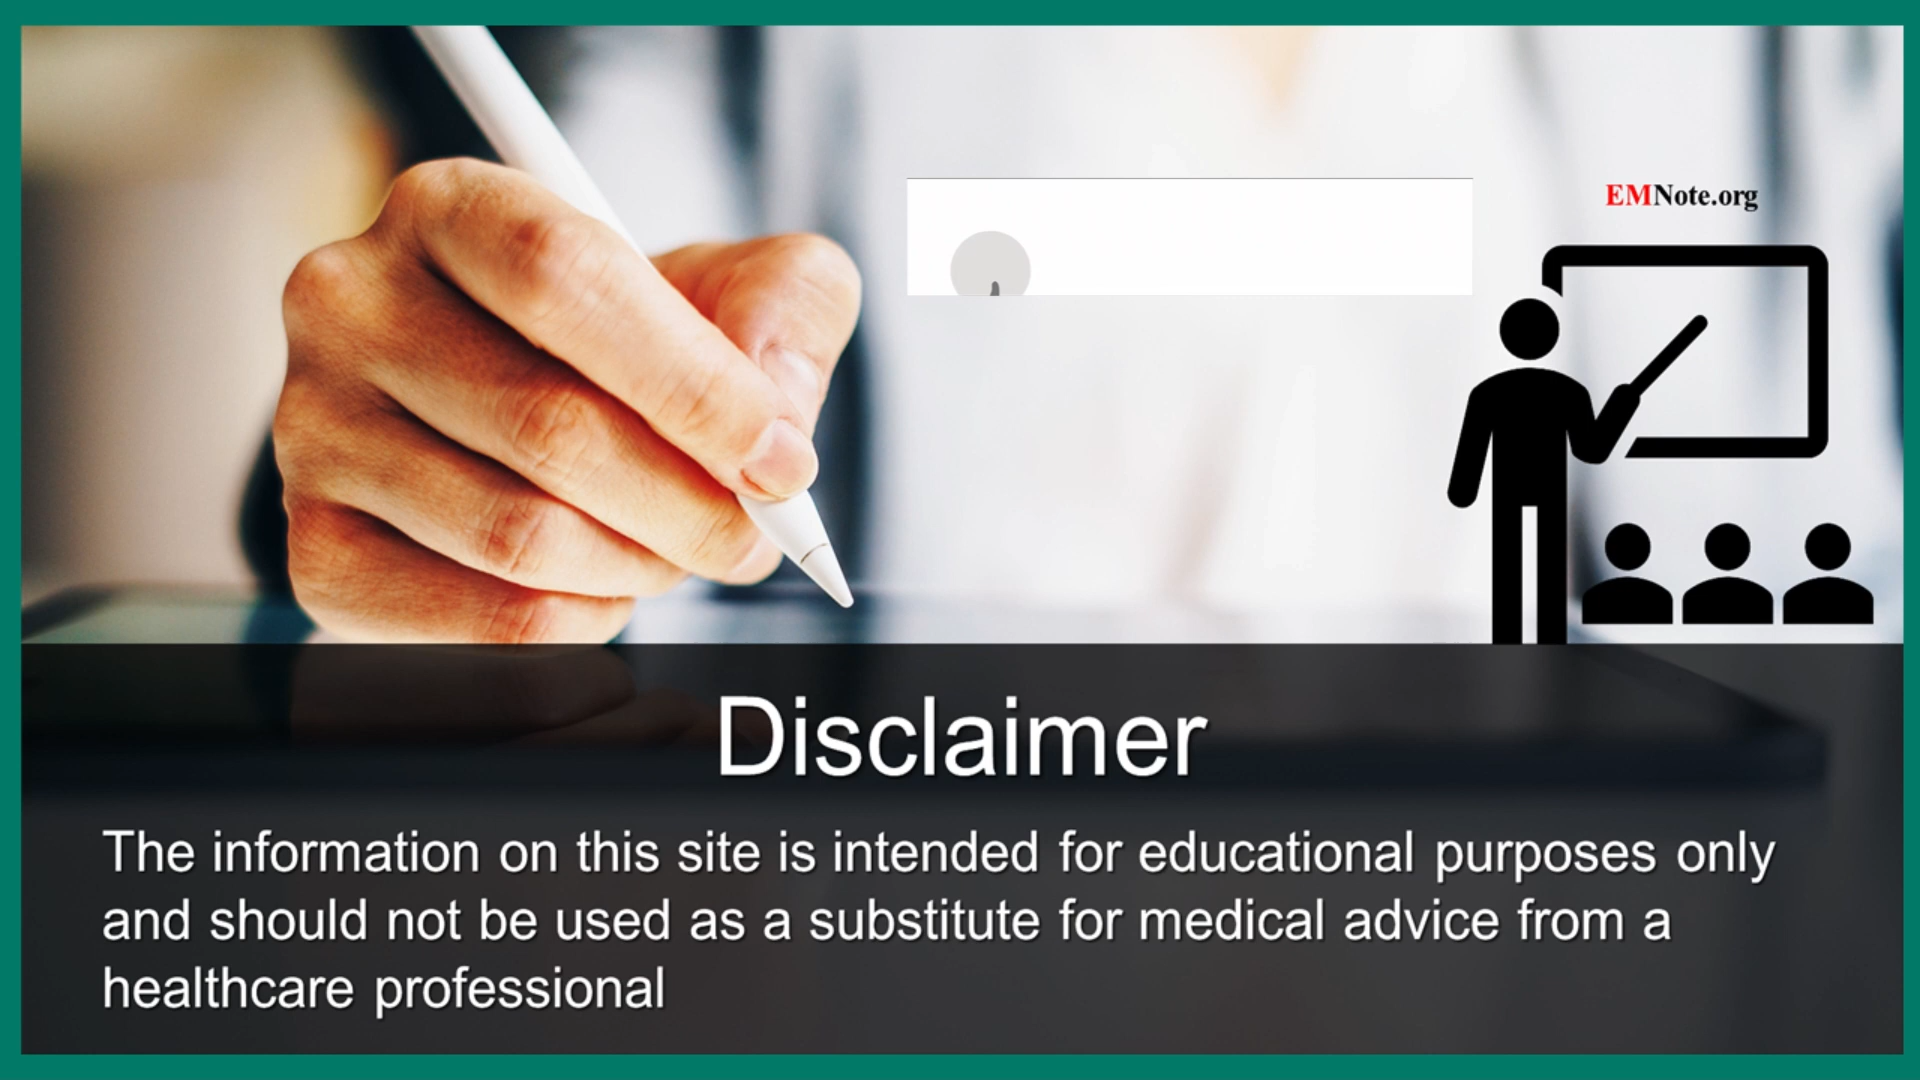 EMNote.org
Disclaimer
The information on this site is intended for educational purposes only
and should not be used as a substitute for medical advice from a
healthcare professional